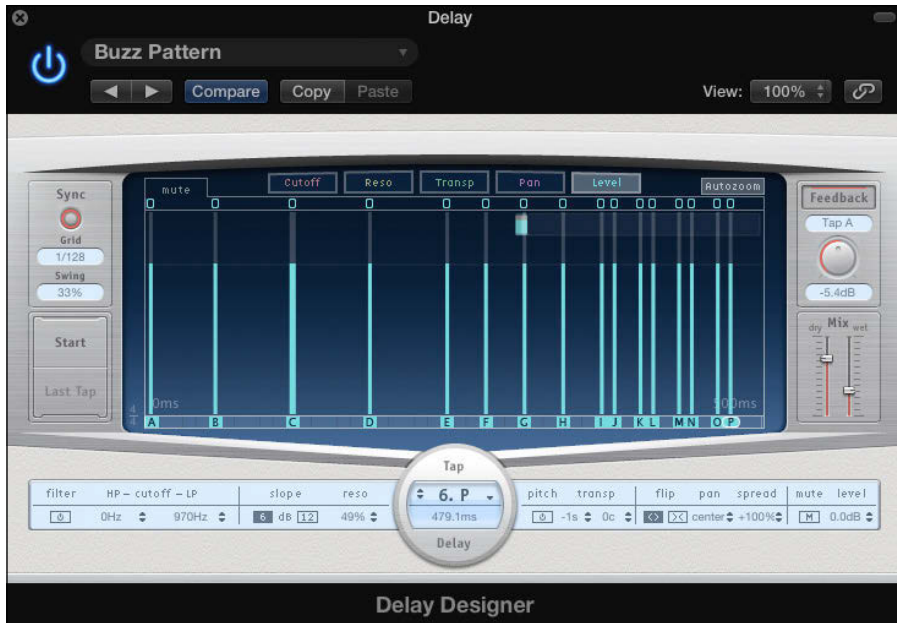 Delay
Buzz Pattern
Compare Copy Paste View: 100%
Sync
Grid
1/128
Swing
33%
Start
Last Tap
mute Cutoff Reso Transp Pan Level Autozoom
0ms 500ms
4
4
A B C D E F G H I J K L M N O P
Feedback
Tap A
-5.4dB
dry Mix wet
Tap
6. P
479.1ms
Delay
filter HP – cutoff – LP slope reso pitch transp flip pan spread mute level
0Hz 970Hz 6 dB 12 49% -1s 0c center +100% M 0.0dB
Delay Designer